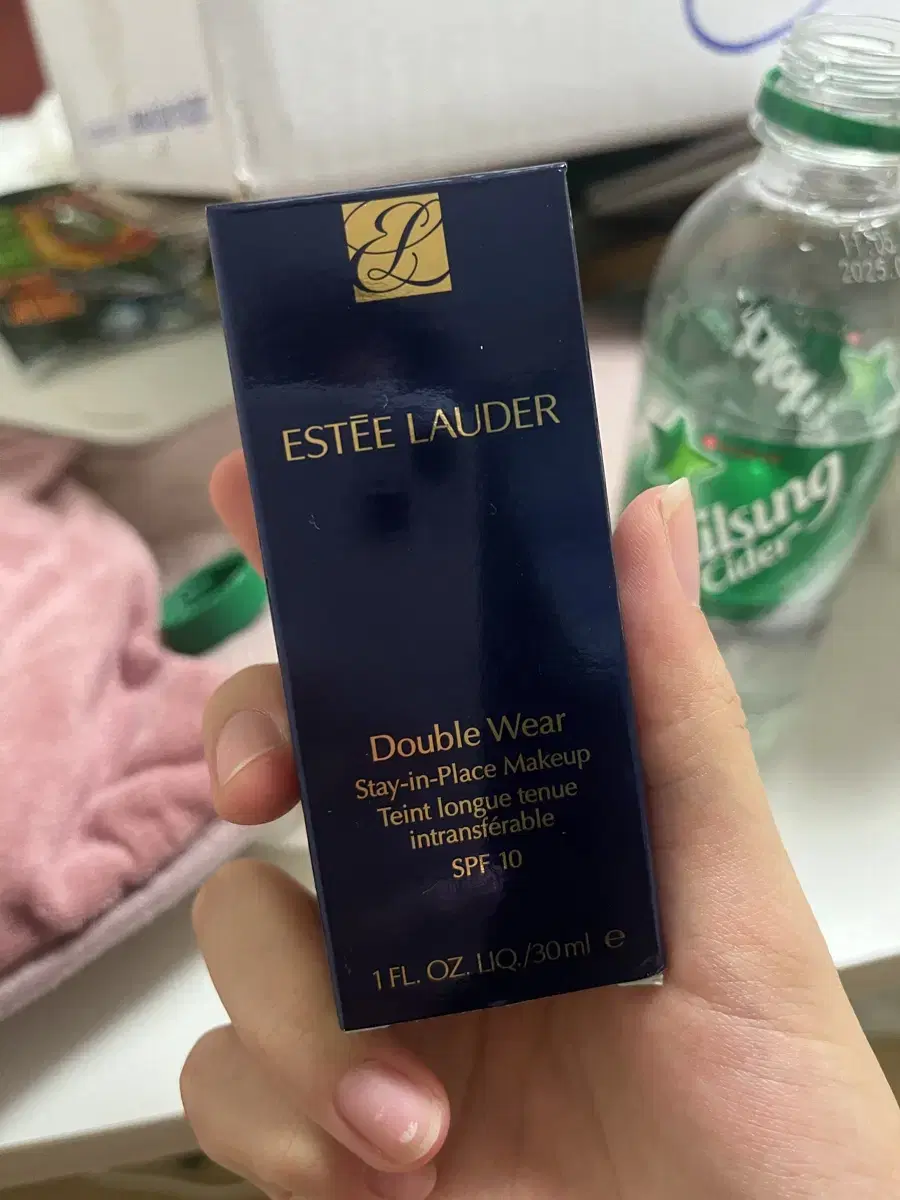 ESTĒE LAUDER
Double Wear
Stay-in-Place Makeup
Teint longue tenue
intransférable
SPF 10
1 FL. OZ. LIQ./30 ml e
Cider